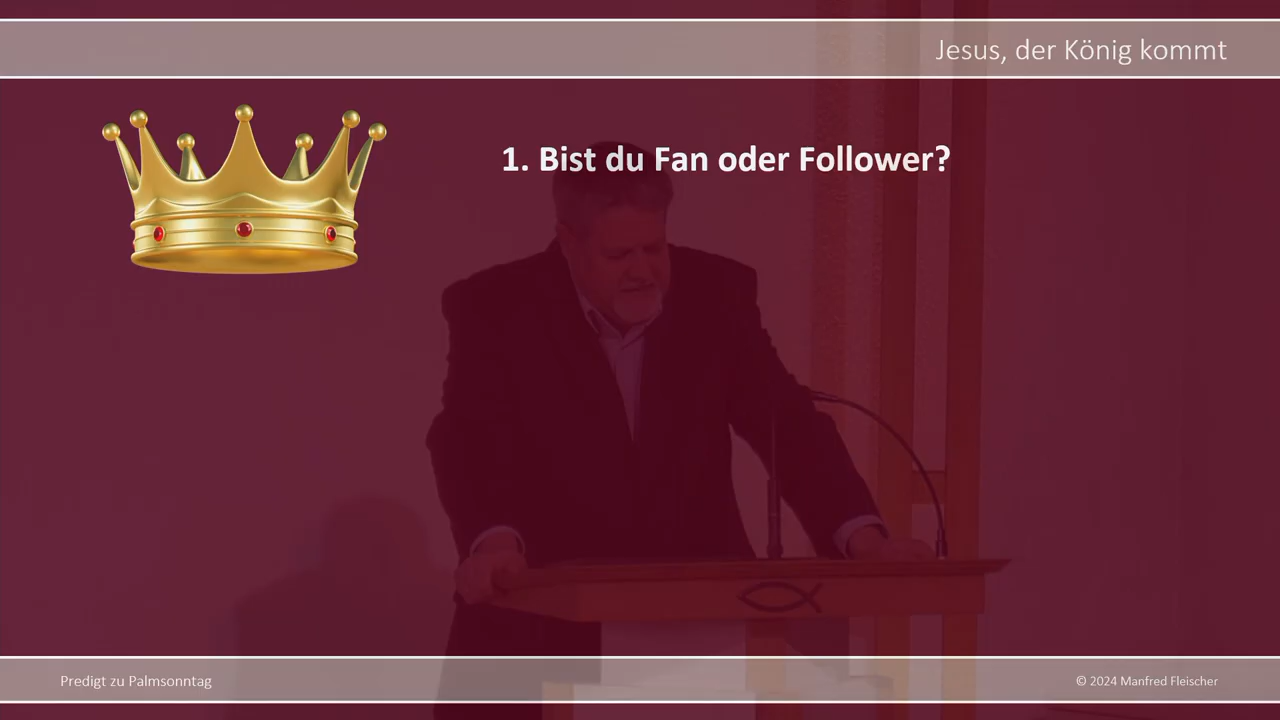 Jesus, der König kommt
1. Bist du Fan oder Follower?
Predigt zu Palmsonntag
© 2024 Manfred Fleischer